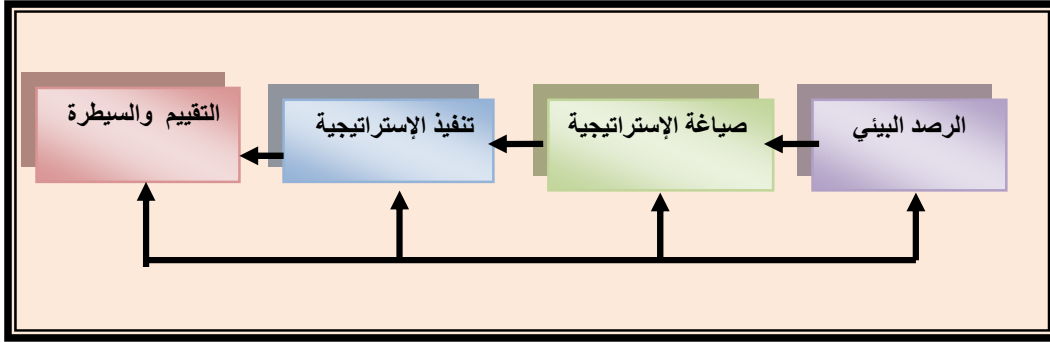 الرصد البيئي
صياغة الإستراتيجية
تنفيذ الإستراتيجية
التقييم والسيطرة